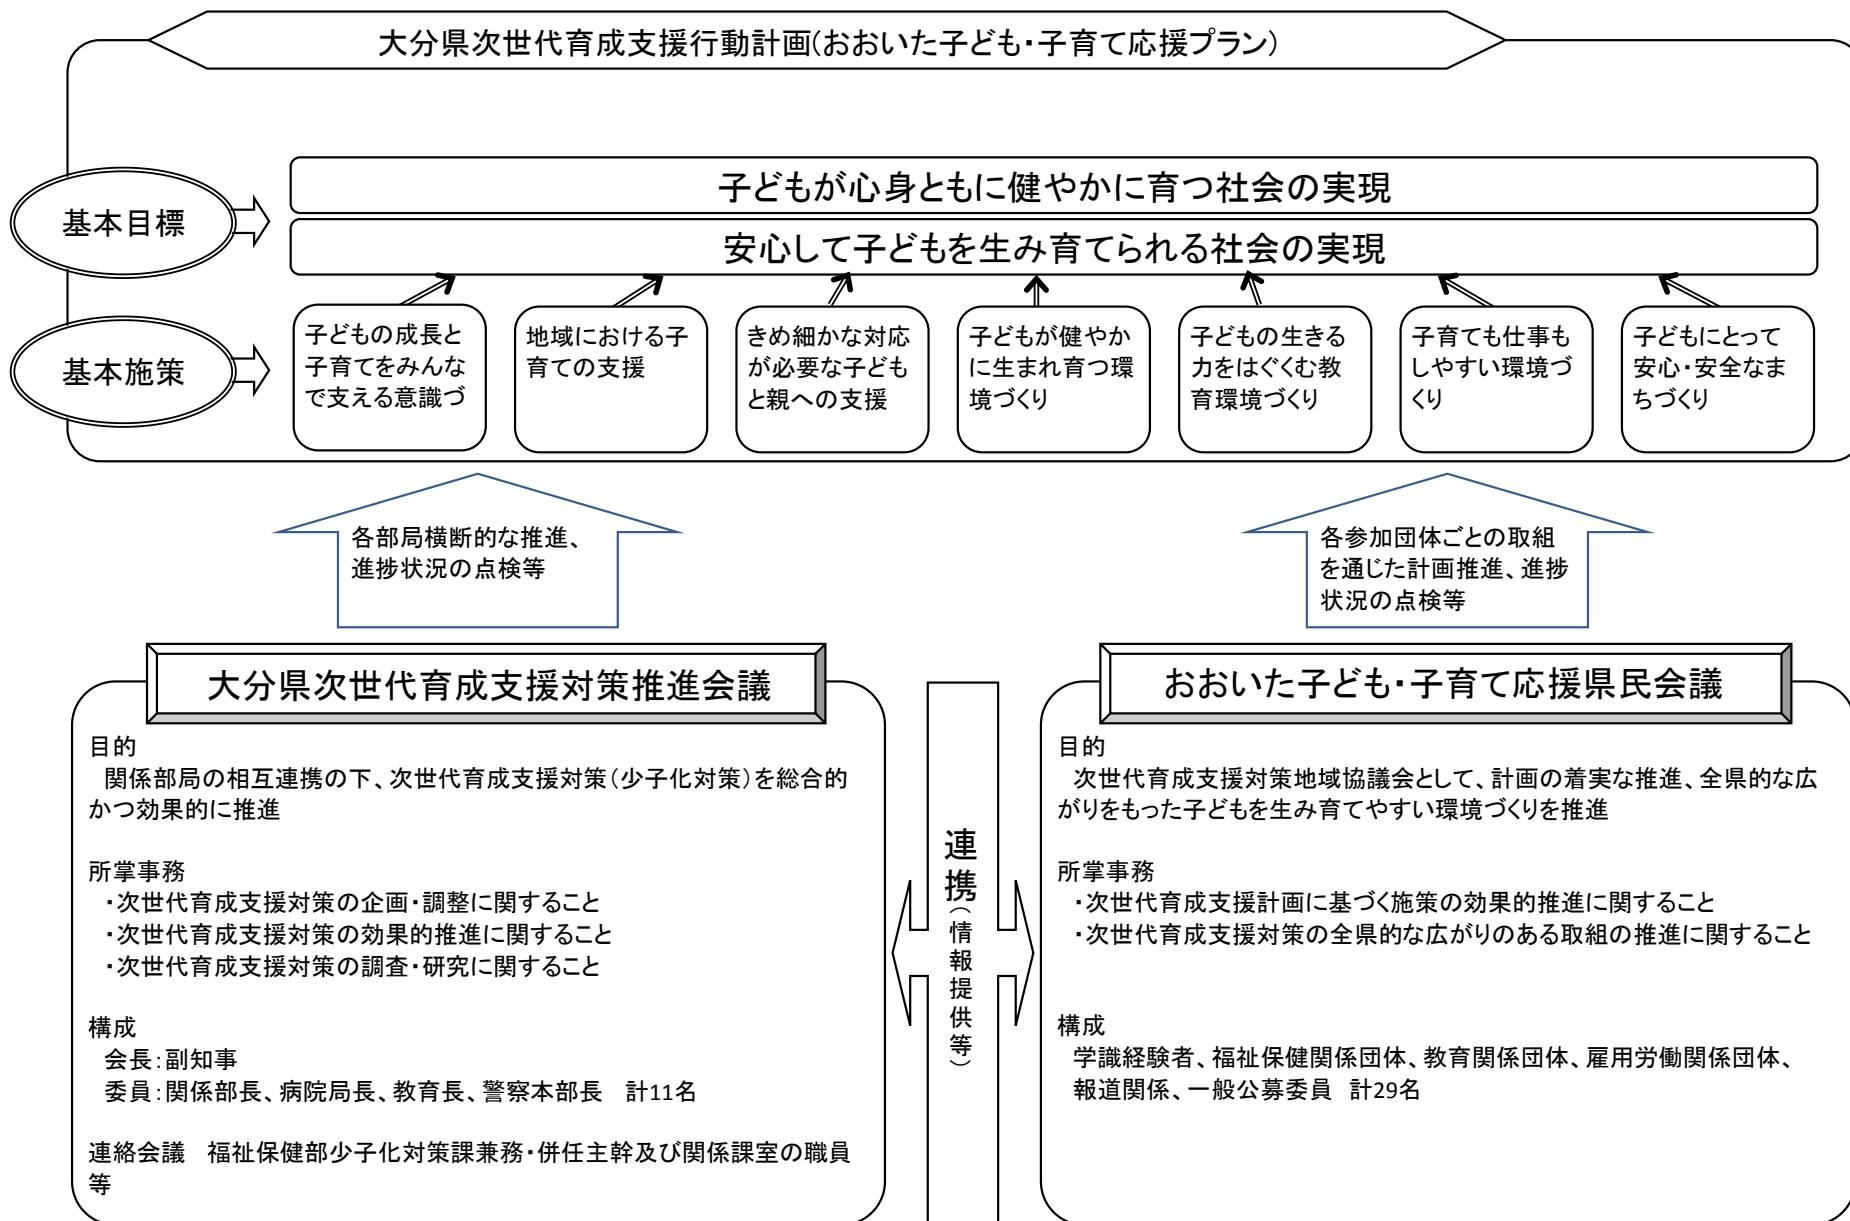 大分県次世代育成支援行動計画(おおいた子ども・子育て応援プラン)
基本目標
子どもが心身ともに健やかに育つ社会の実現
安心して子どもを生み育てられる社会の実現
基本施策
子どもの成長と
子育てをみんな
で支える意識づ
地域における子
育ての支援
きめ細かな対応
が必要な子ども
と親への支援
子どもが健やか
に生まれ育つ環
境づくり
子どもの生きる
力をはぐくむ教
育環境づくり
子育ても仕事も
しやすい環境づ
くり
子どもにとって
安心・安全なま
ちづくり
各部局横断的な推進、
進捗状況の点検等
各参加団体ごとの取組
を通じた計画推進、進捗
状況の点検等
大分県次世代育成支援対策推進会議
目的
関係部局の相互連携の下、次世代育成支援対策(少子化対策)を総合的
かつ効果的に推進
所掌事務
・次世代育成支援対策の企画・調整に関すること
・次世代育成支援対策の効果的推進に関すること
・次世代育成支援対策の調査・研究に関すること
構成
会長:副知事
委員:関係部長、病院局長、教育長、警察本部長　計11名
連絡会議　福祉保健部少子化対策課兼務・併任主幹及び関係課室の職員
等
連携(情報提供等)
おおいた子ども・子育て応援県民会議
目的
次世代育成支援対策地域協議会として、計画の着実な推進、全県的な広
がりをもった子どもを生み育てやすい環境づくりを推進
所掌事務
・次世代育成支援計画に基づく施策の効果的推進に関すること
・次世代育成支援対策の全県的な広がりのある取組の推進に関すること
構成
学識経験者、福祉保健関係団体、教育関係団体、雇用労働関係団体、
報道関係、一般公募委員　計29名